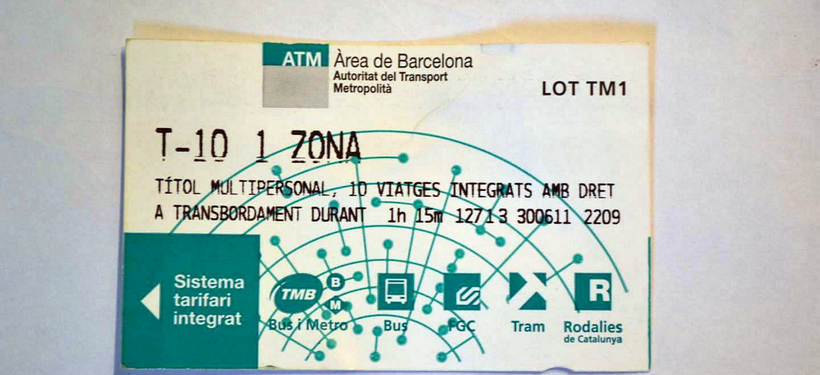 ATM Àrea de Barcelona
Autoritat del Transport
Metropolità
LOT TM1
T-10 1 ZONA
TÍTOL MULTIPERSONAL, 10 VIATGES INTEGRATS AMB DRET
A TRANSBORDAMENT DURANT 1h 15m 12713 300611 2209
Sistema
tarifari
integrat
TMB B M
Bus i Metro
Bus
FGC
Tram
R
Rodalies
de Catalunya